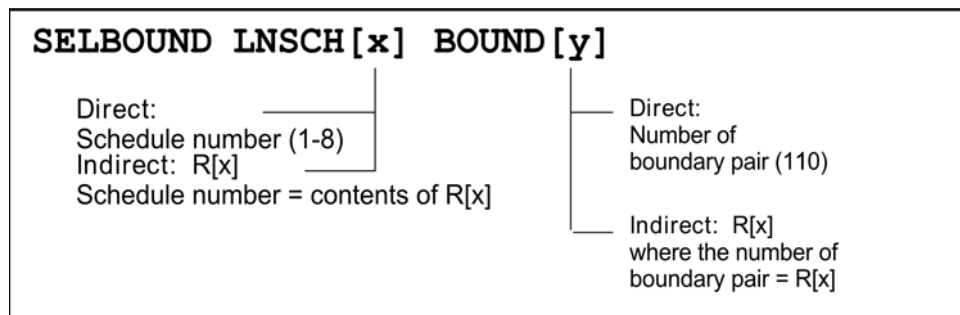 SELBOUND LNSCH[x] BOUND[y]
Direct:
Schedule number (1-8)
Indirect: R[x]
Schedule number = contents of R[x]
Direct:
Number of
boundary pair (110)
Indirect: R[x]
where the number of
boundary pair = R[x]